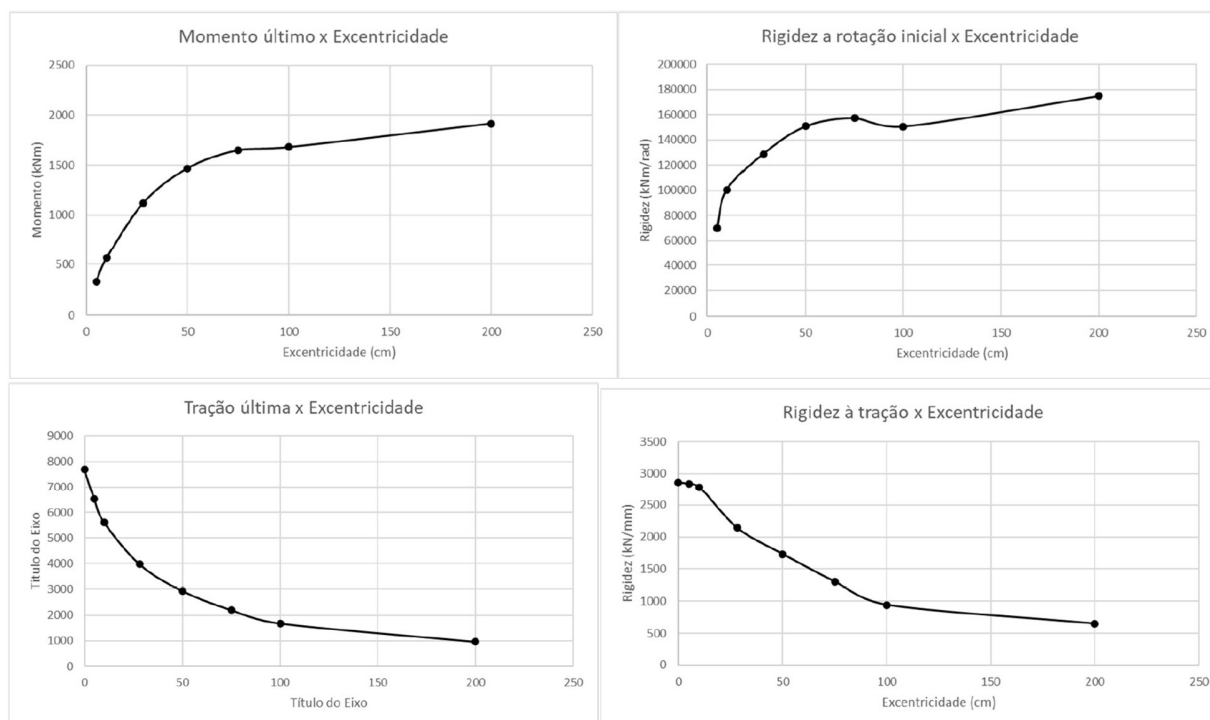 Momento último x Excentricidade
2500
2000
1500
1000
500
0
0 50 100 150 200 250
Momento (kNm)
Excentricidade (cm)
Rigidez a rotação inicial x Excentricidade
200000
180000
160000
140000
120000
100000
80000
60000
40000
20000
0
0 50 100 150 200 250
Rigidez (kNm/rad)
Excentricidade (cm)
Tração última x Excentricidade
9000
8000
7000
6000
5000
4000
3000
2000
1000
0
0 50 100 150 200 250
Título do Eixo
Título do Eixo
Rigidez à tração x Excentricidade
3500
3000
2500
2000
1500
1000
500
0
0 50 100 150 200 250
Rigidez (kN/mm)
Excentricidade (cm)